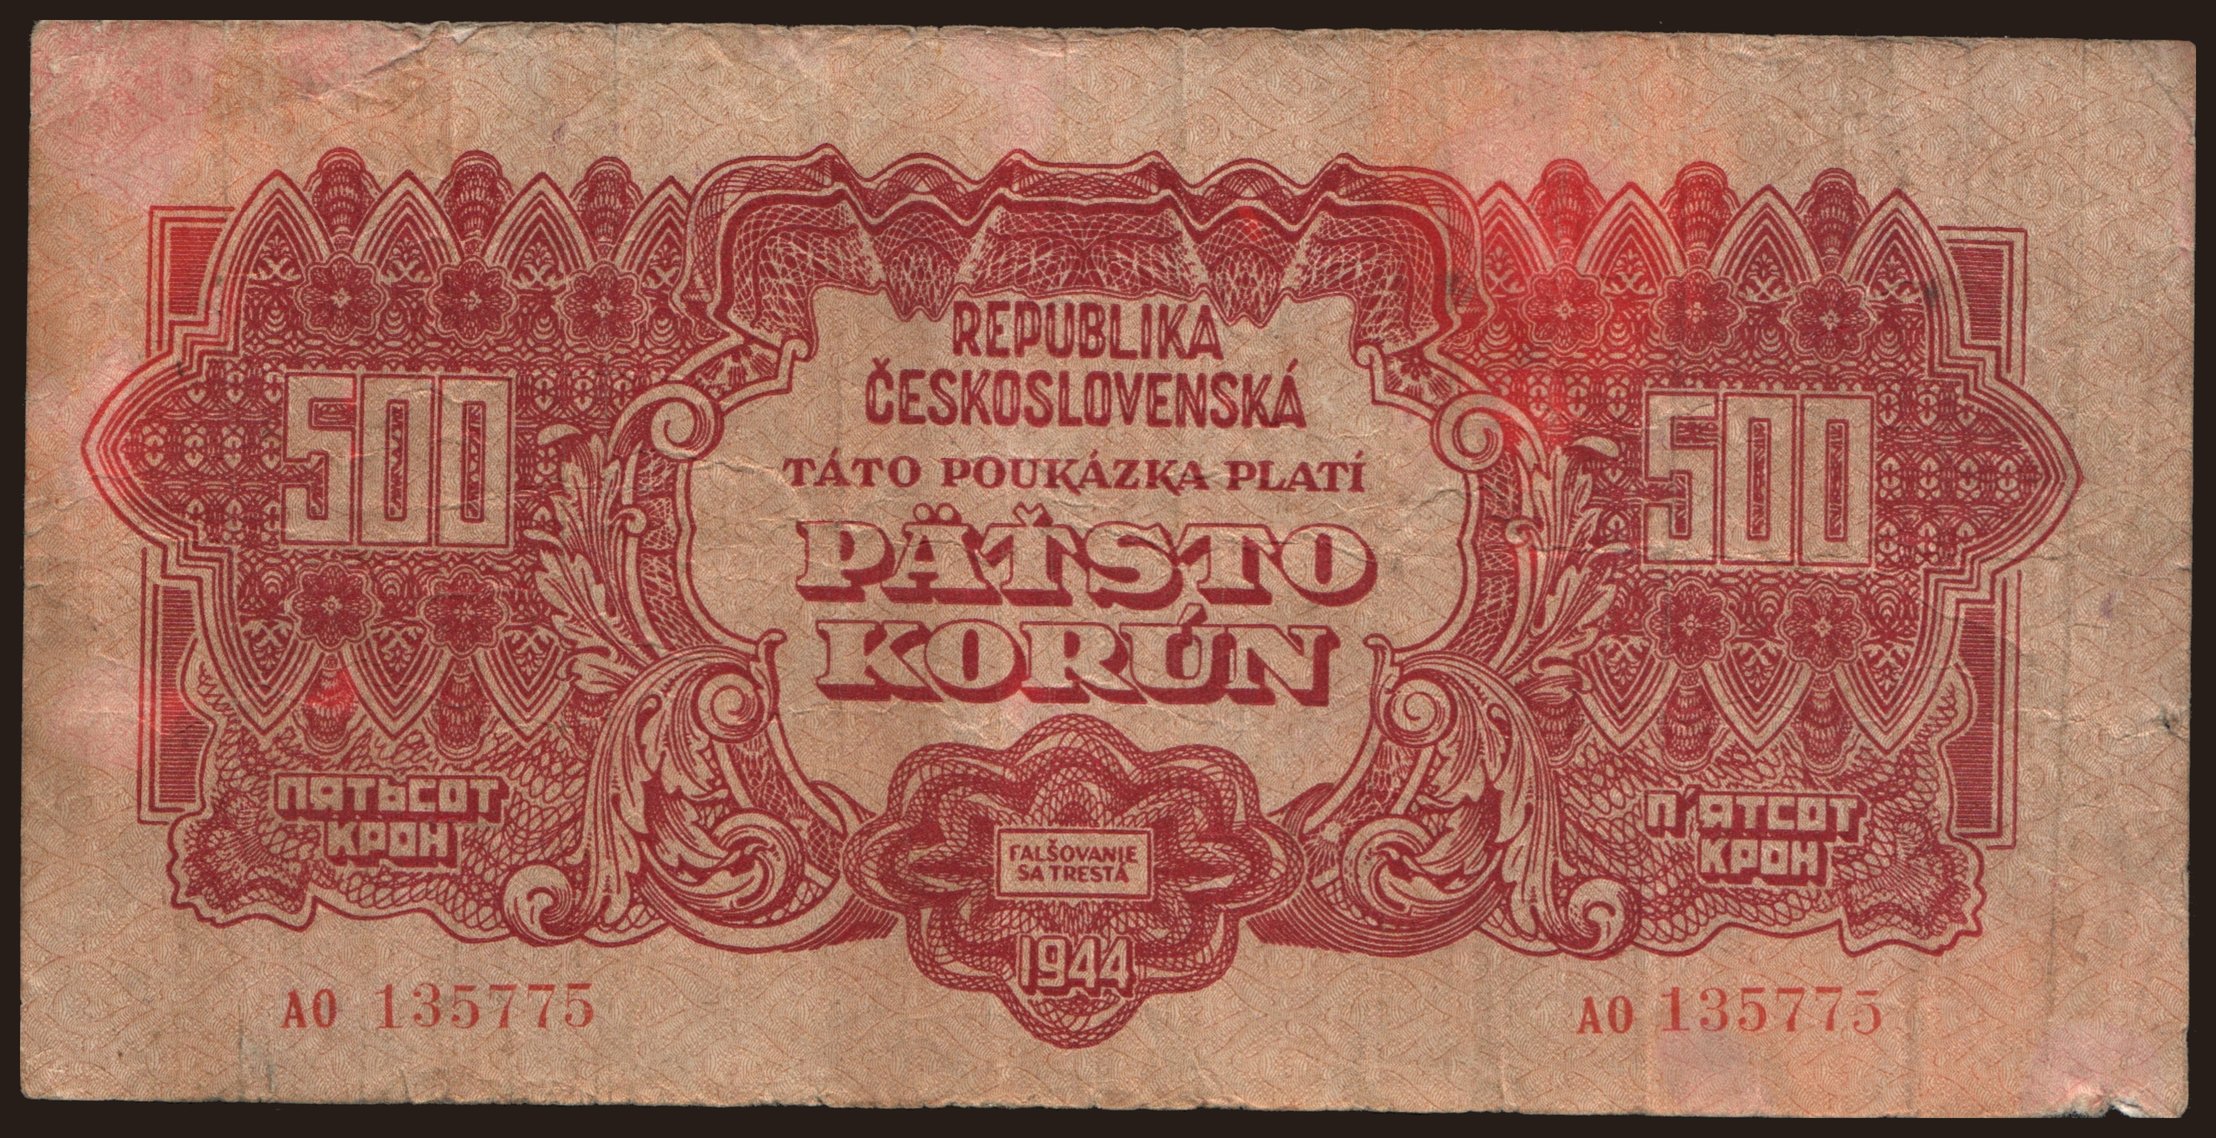 REPUBLIKA
ČESKOSLOVENSKÁ
TÁTO POUKÁZKA PLATÍ
PÄŤSTO
KORÚN
500
500
ПЯТЬСОТ
КРОН
П'ЯТСОТ
КРОН
FALŠOVANIE
SA TRESTÁ
1944
AO 135775
AO 135775